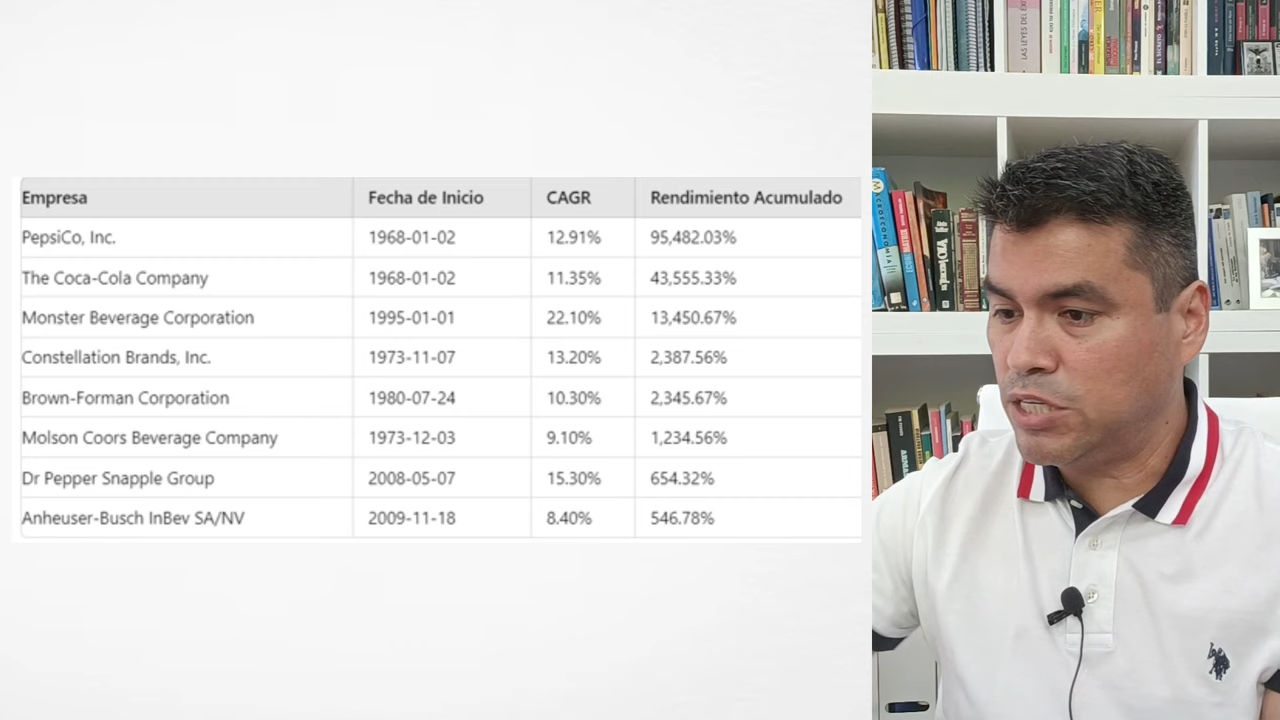 Empresa Fecha de Inicio CAGR Rendimiento Acumulado
PepsiCo, Inc. 1968-01-02 12.91% 95,482.03%
The Coca-Cola Company 1968-01-02 11.35% 43,555.33%
Monster Beverage Corporation 1995-01-01 22.10% 13,450.67%
Constellation Brands, Inc. 1973-11-07 13.20% 2,387.56%
Brown-Forman Corporation 1980-07-24 10.30% 2,345.67%
Molson Coors Beverage Company 1973-12-03 9.10% 1,234.56%
Dr Pepper Snapple Group 2008-05-07 15.30% 654.32%
Anheuser-Busch InBev SA/NV 2009-11-18 8.40% 546.78%
LAS LEYES DEL
MACROECONOMÍA